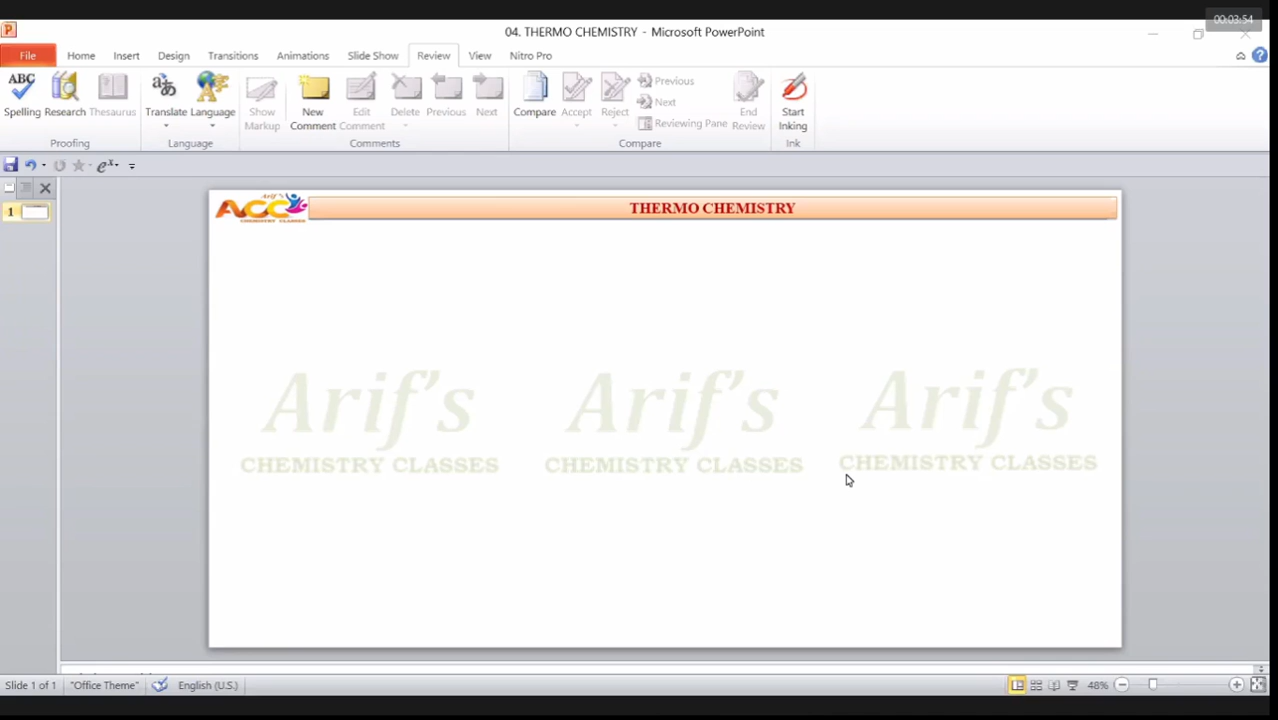 00:03:54
04. THERMO CHEMISTRY - Microsoft PowerPoint
File Home Insert Design Transitions Animations Slide Show Review View Nitro Pro
ABC
Spelling Research Thesaurus Translate Language Show Markup New Comment Edit Comment Delete Previous Next Compare Accept Reject Previous Next Reviewing Pane End Review Start Inking
Proofing Language Comments Compare Ink
1
Arif's
ACC
CHEMISTRY CLASSES
THERMO CHEMISTRY
Arif's Arif's Arif's
CHEMISTRY CLASSES CHEMISTRY CLASSES CHEMISTRY CLASSES
Slide 1 of 1 "Office Theme" English (U.S.) 48%